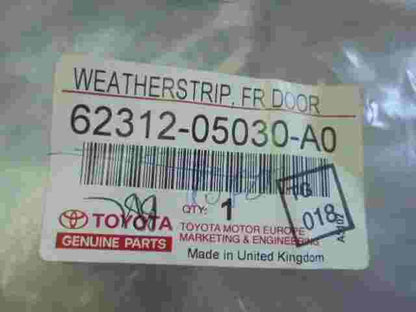 WEATHERSTRIP, FR DOOR
62312-05030-A0
QTY: 1
018
TOYOTA
GENUINE PARTS
TOYOTA MOTOR EUROPE
MARKETING & ENGINEERING
Made in United Kingdom